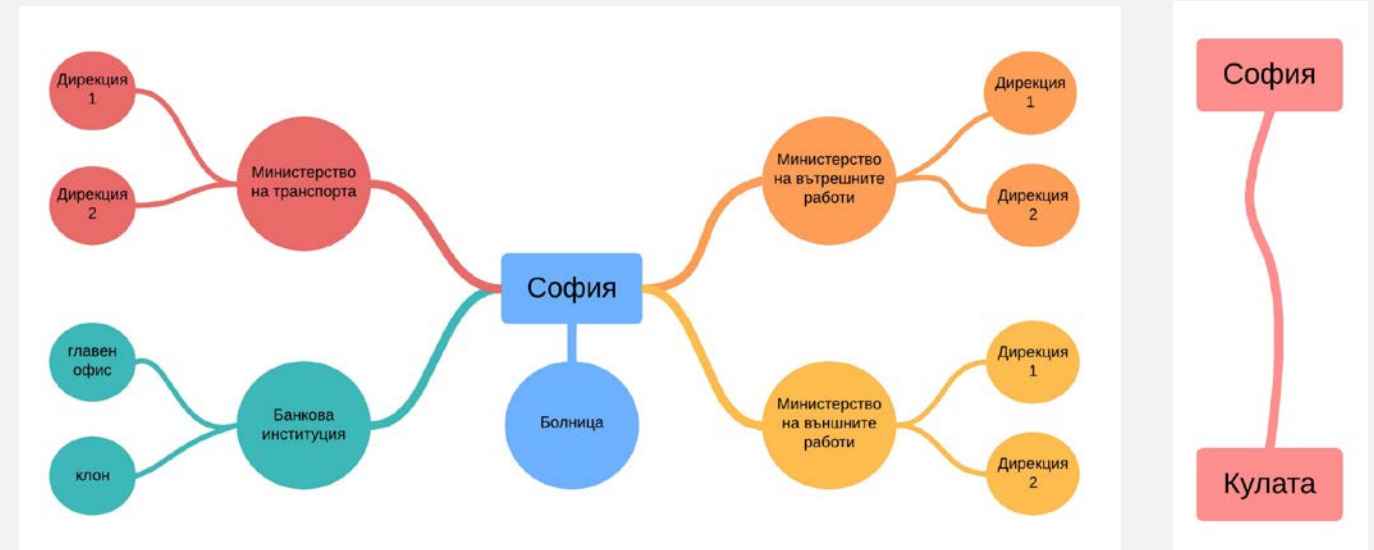 Дирекция
1
Дирекция
2
Министерство
на транспорта
главен
офис
клон
Банкова
институция
София
Болница
Министерство
на вътрешните
работи
Дирекция
1
Дирекция
2
Министерство
на външните
работи
Дирекция
1
Дирекция
2
София
Кулата